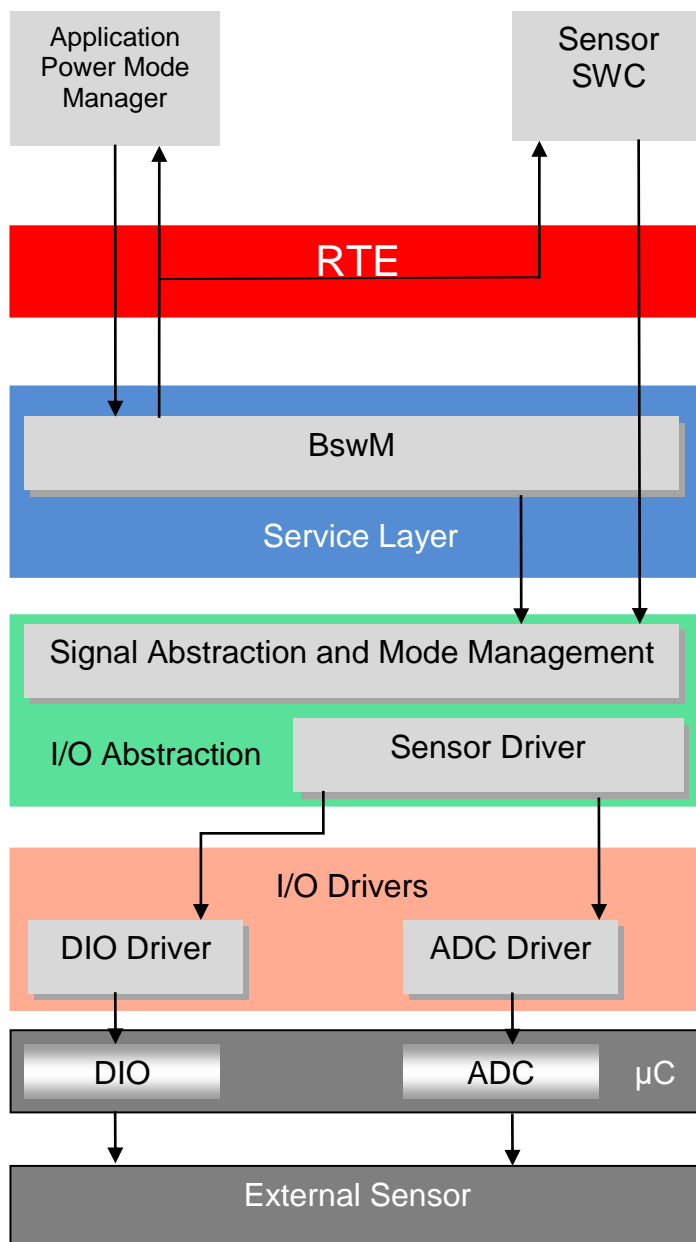 Application
Power Mode
Manager
Sensor
SWC
RTE
BswM
Service Layer
Signal Abstraction and Mode Management
I/O Abstraction
Sensor Driver
I/O Drivers
DIO Driver
ADC Driver
DIO
ADC
µC
External Sensor